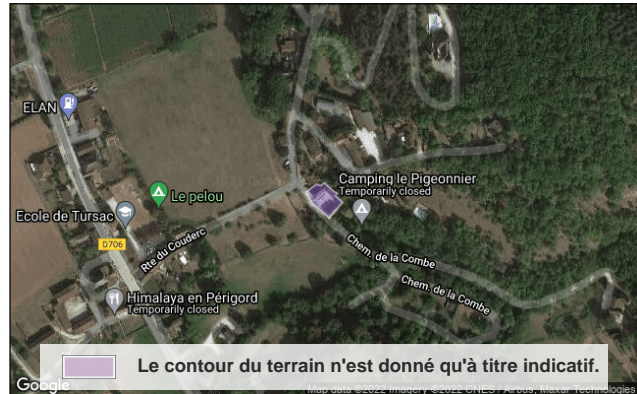 ELAN
Camping le Pigeonnier
Temporarily closed
Le pelou
Ecole de Tursac
D706
Rte du Couderc
Chem. de la Combe
Chem. de la Combe
Himalaya en Périgord
Temporarily closed
Le contour du terrain n'est donné qu'à titre indicatif.
Google
Map data ©2022 Imagery ©2022 CNES / Airbus, Maxar Technologies